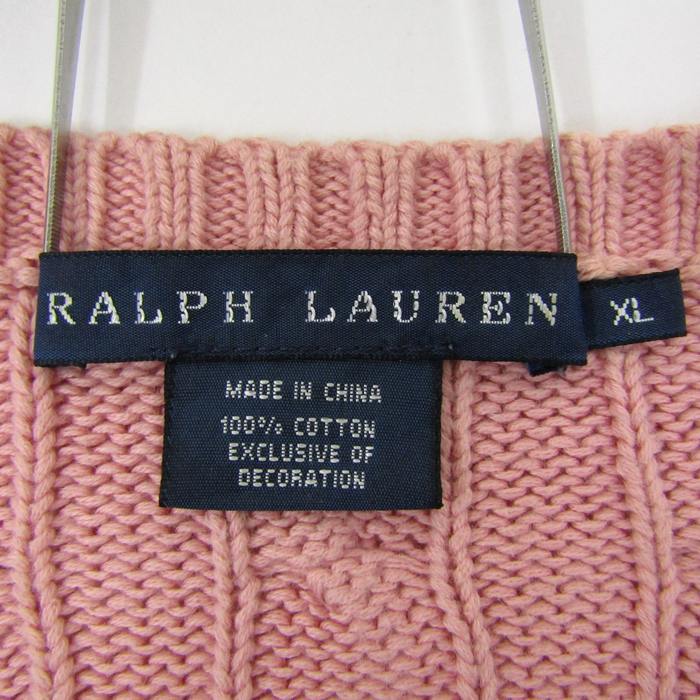 RALPH LAUREN
XL
MADE IN CHINA
100% COTTON
EXCLUSIVE OF
DECORATION